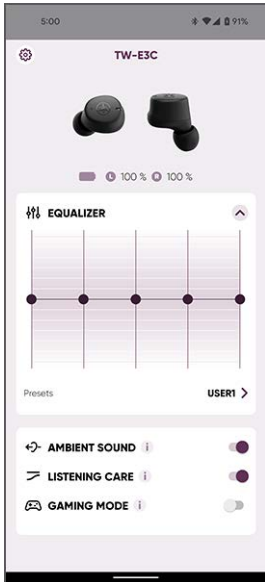 5:00 91%
TW-E3C
L 100 % R 100 %
EQUALIZER
Presets USER1
AMBIENT SOUND i
LISTENING CARE i
GAMING MODE i